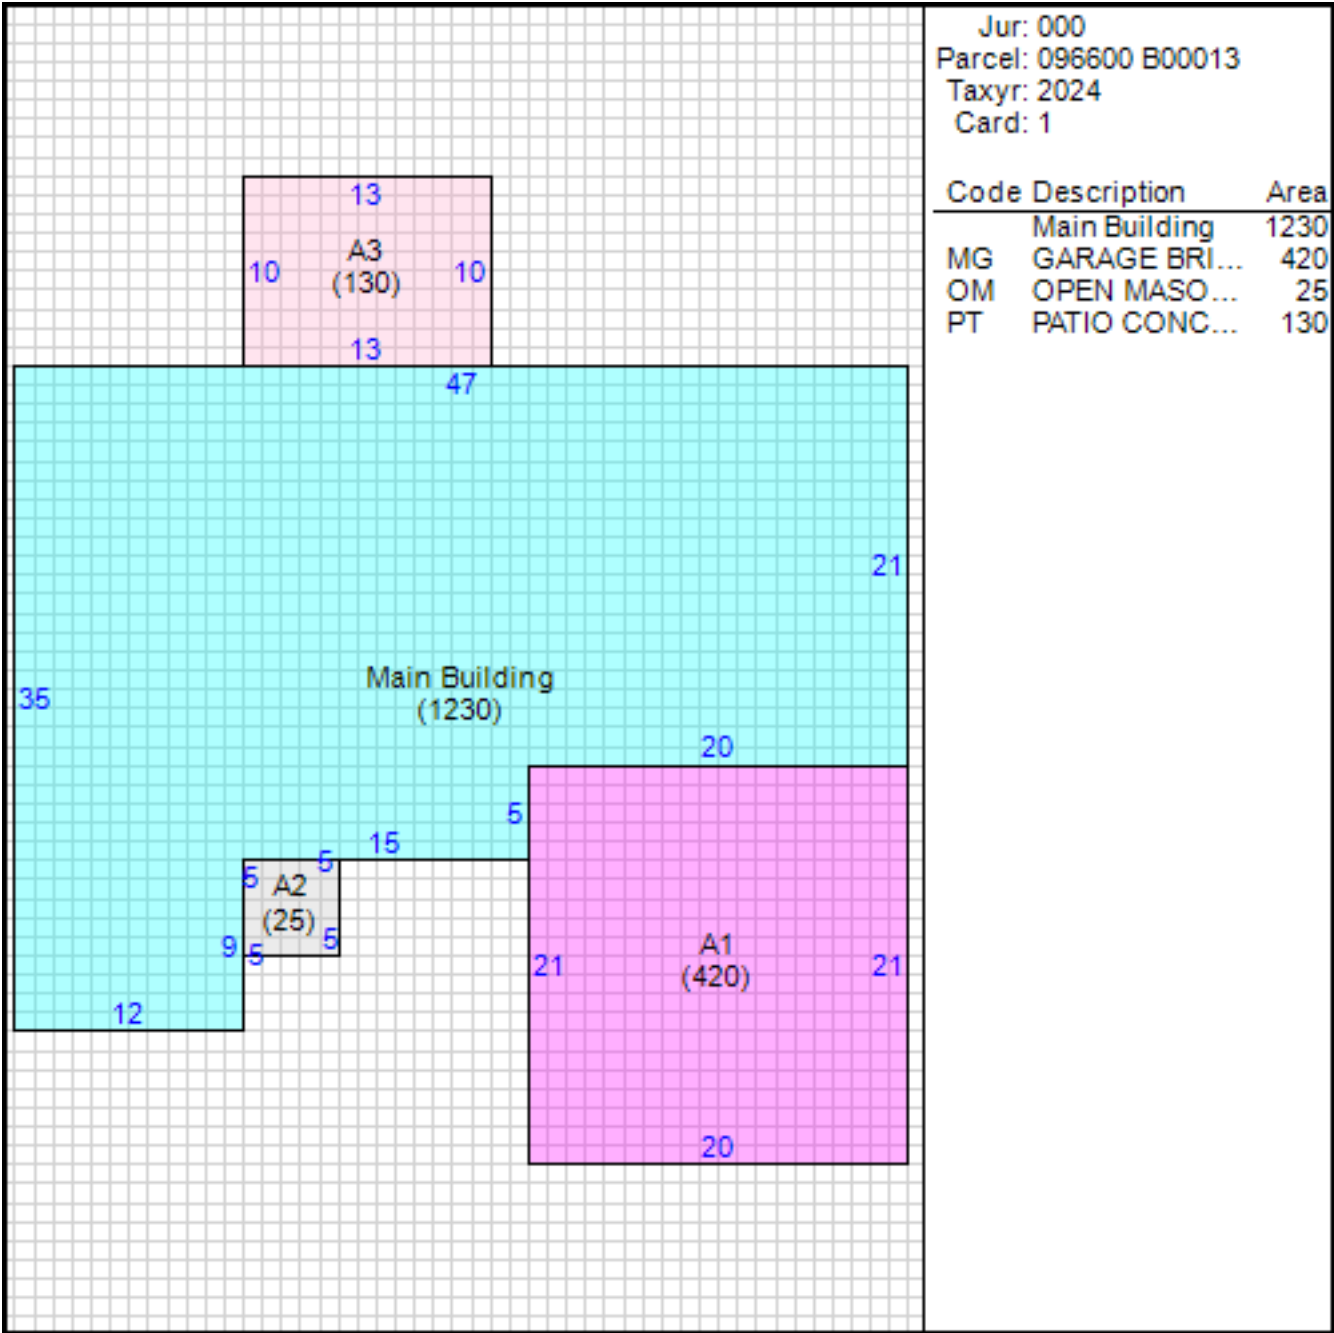 Jur: 000
Parcel: 096600 B00013
Taxyr: 2024
Card: 1
Code Description Area
Main Building 1230
MG GARAGE BRI... 420
OM OPEN MASO... 25
PT PATIO CONC... 130
13
A3
10 (130) 10
13
47
21
Main Building
35
(1230)
20
5
15
5
5 A2
(25)
9 5 5
A1
21 (420) 21
12
20